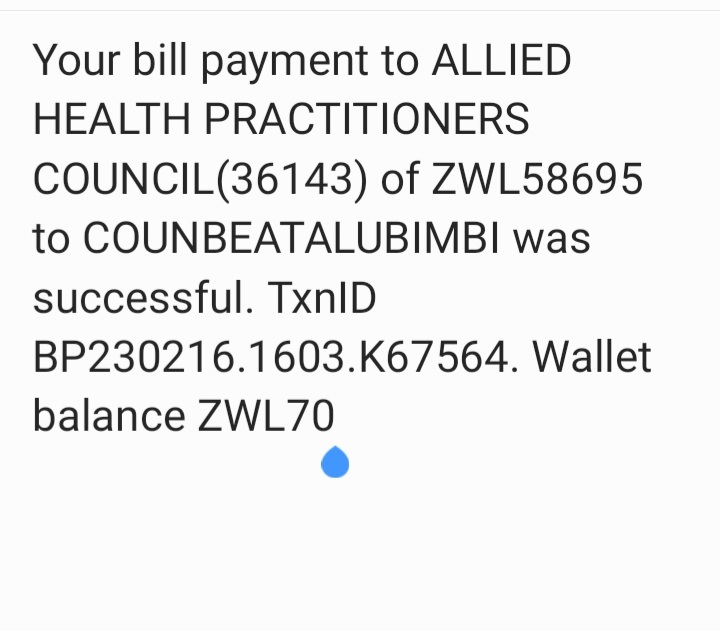 Your bill payment to ALLIED
HEALTH PRACTITIONERS
COUNCIL(36143) of ZWL58695
to COUNBEATALUBIMBI was
successful. TxnID
BP230216.1603.K67564. Wallet
balance ZWL70